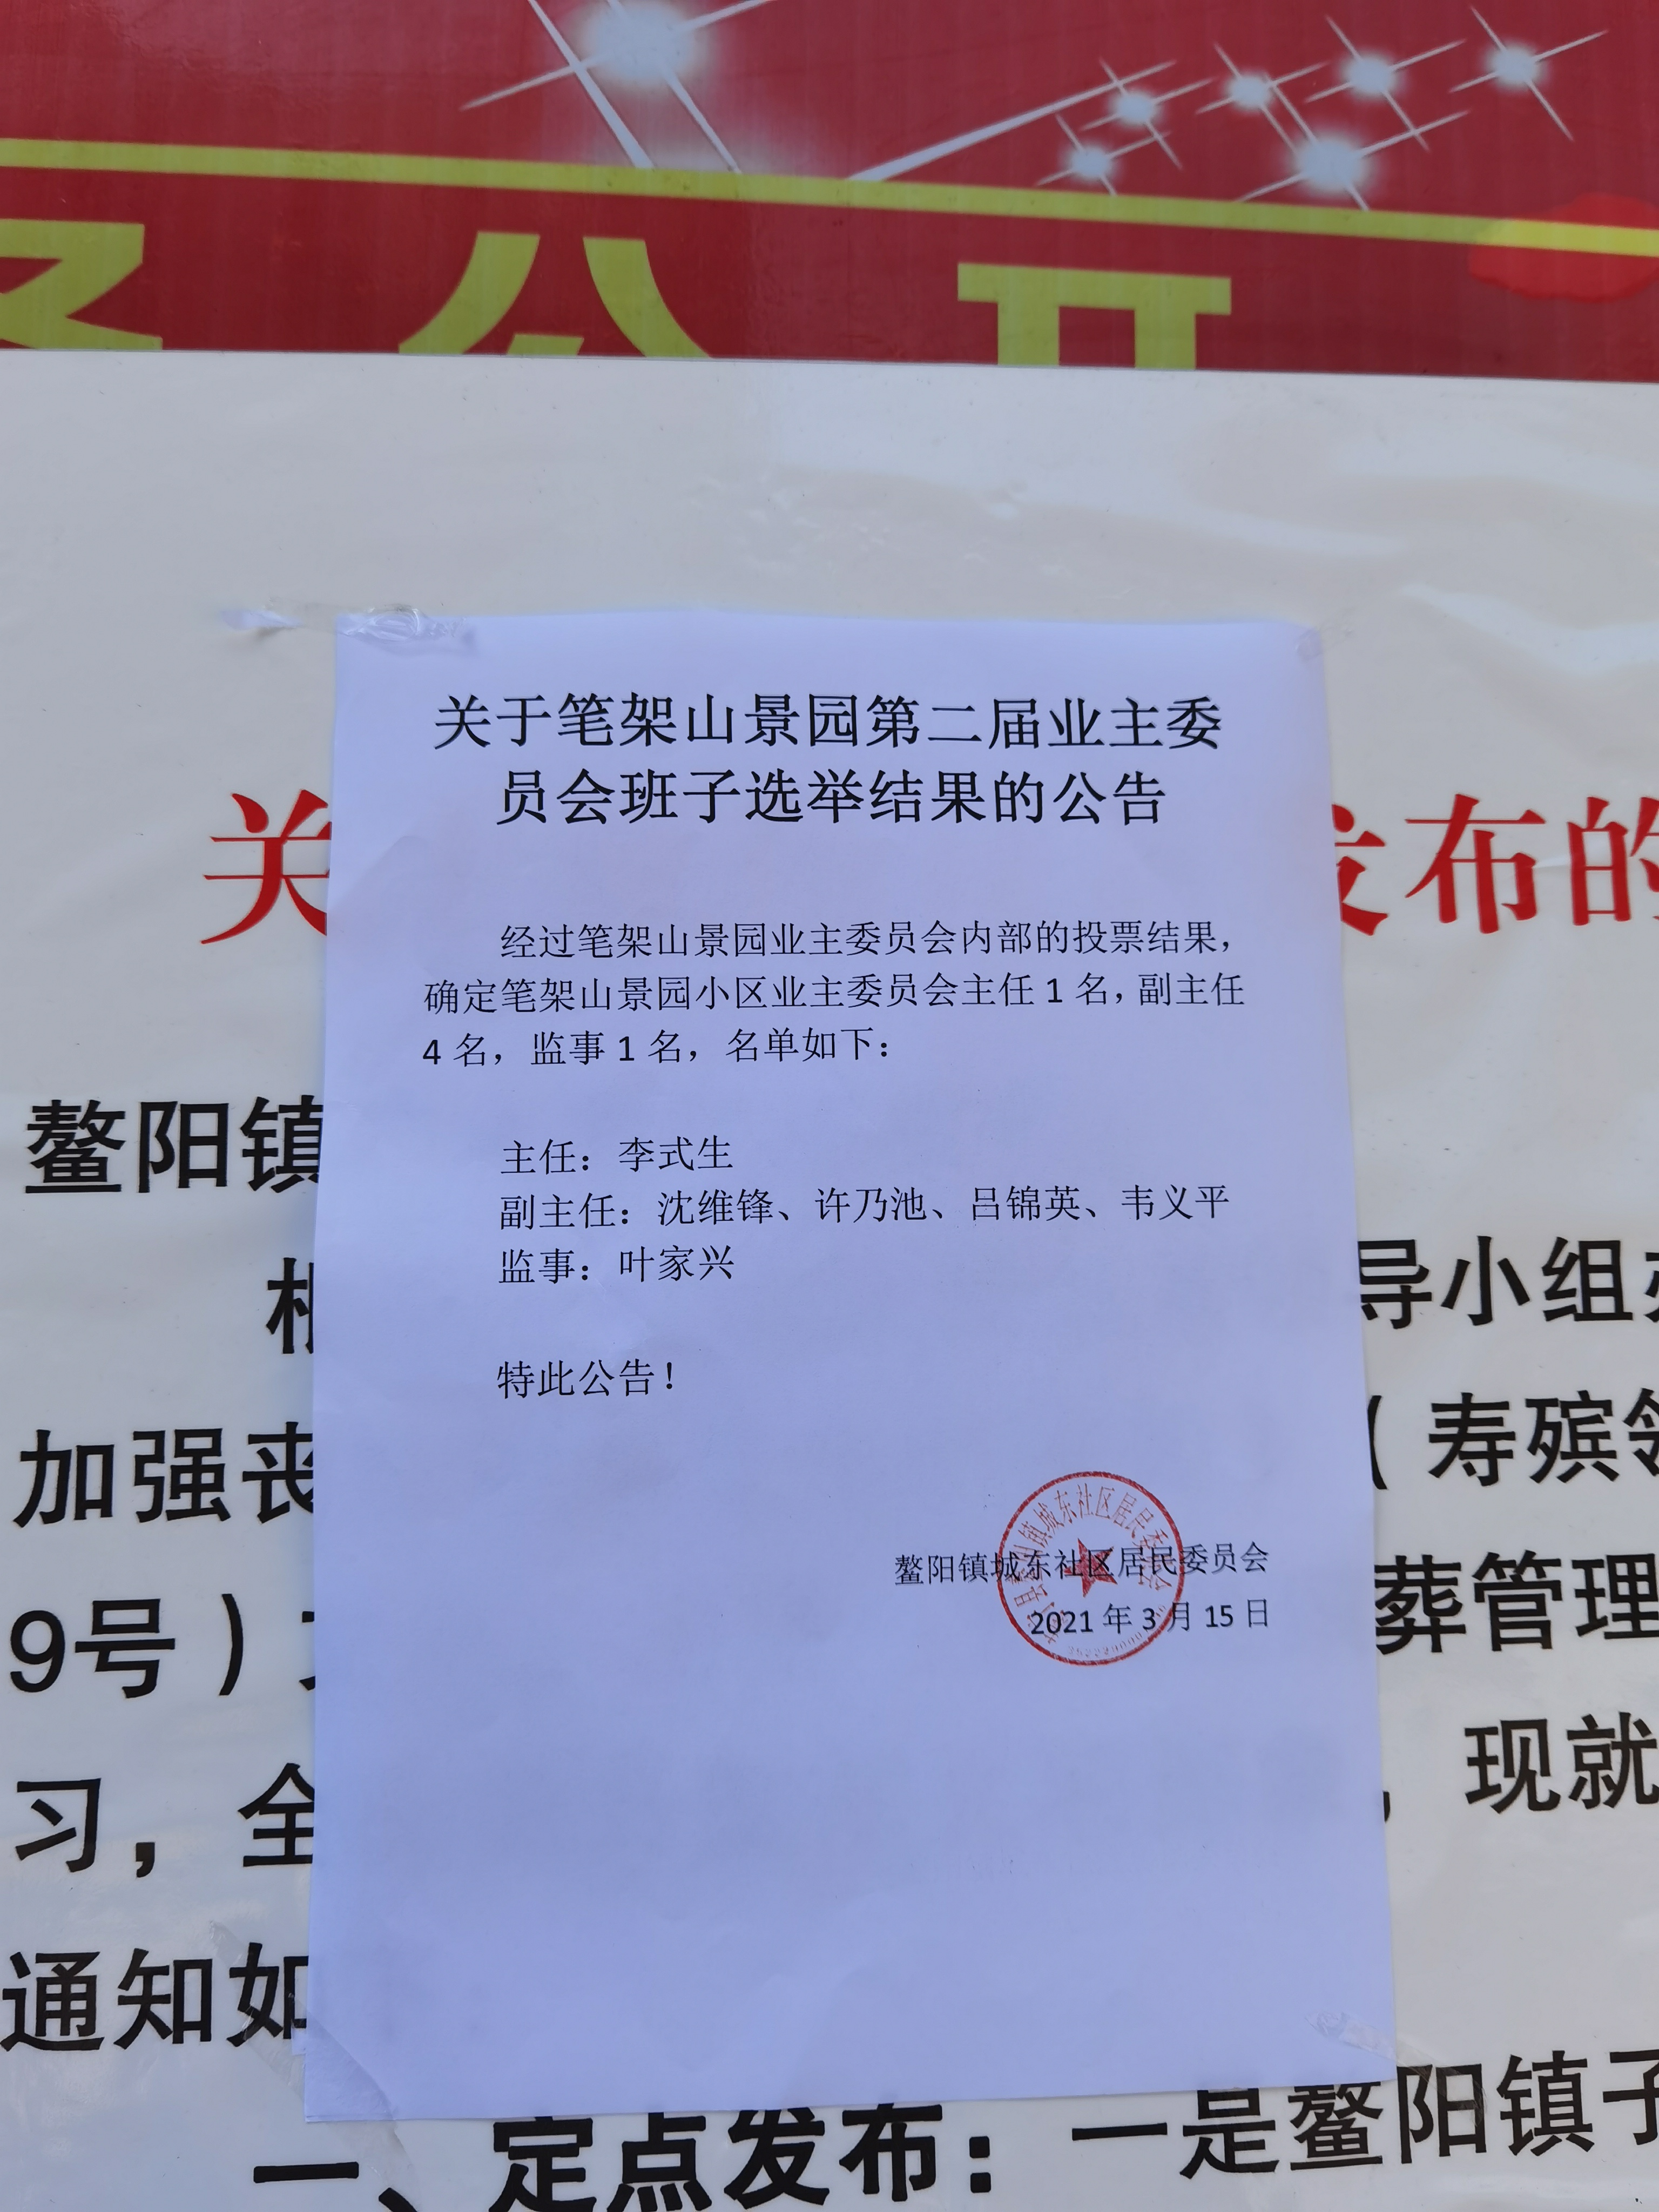 公开
关于笔架山景园第二届业主委
员会班子选举结果的公告
经过笔架山景园业主委员会内部的投票结果，
确定笔架山景园小区业主委员会主任 1 名，副主任
4 名，监事 1 名，名单如下：
主任：李式生
副主任：沈维锋、许乃池、吕锦英、韦义平
监事：叶家兴
特此公告！
鳌阳镇城东社区居民委员会
2021 年 3 月 15 日
关
发布的
鳌阳镇
根
导小组
加强丧
（寿殡领
9号）
葬管理
习，全
，现就
通知如
一、定点发布：一是鳌阳镇子